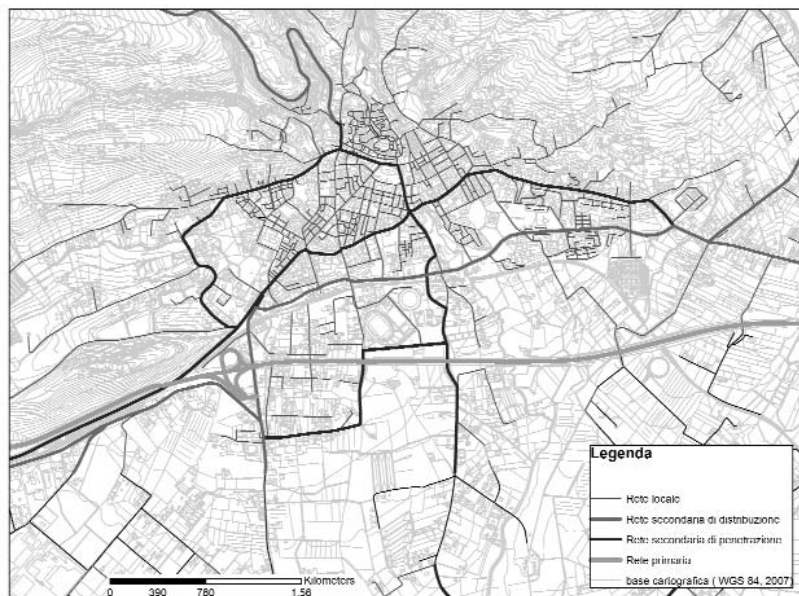 Legenda
Rete locale
Rete secondaria di distribuzione
Rete secondaria di penetrazione
Rete primaria
base cartografica ( WGS 84, 2007)
Kilometers
0 390 780 1.56